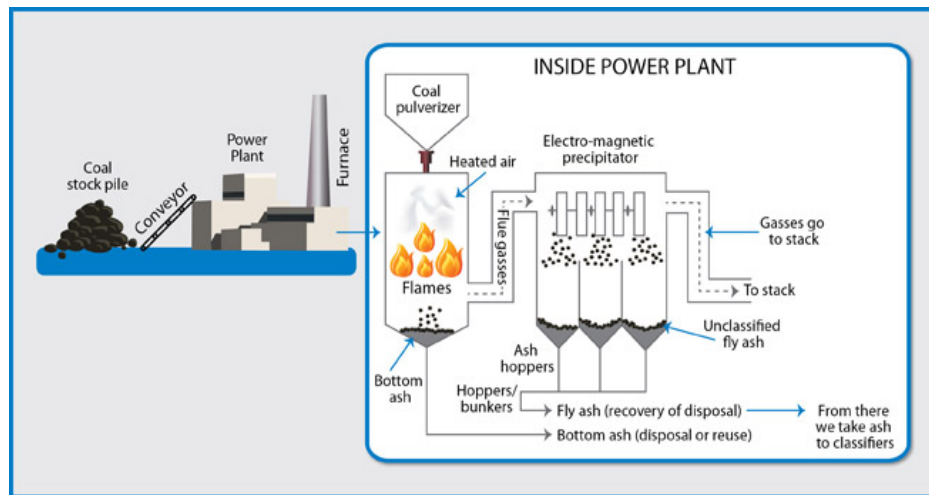 INSIDE POWER PLANT
Coal
pulverizer
Electro-magnetic
precipitator
Heated air
Power
Plant
Furnace
Coal
stock pile
Conveyor
Flue gasses
Gasses go
to stack
Flames
To stack
Unclassified
fly ash
Ash
hoppers
Bottom
ash
Hoppers/
bunkers
Fly ash (recovery of disposal)
From there
we take ash
to classifiers
Bottom ash (disposal or reuse)